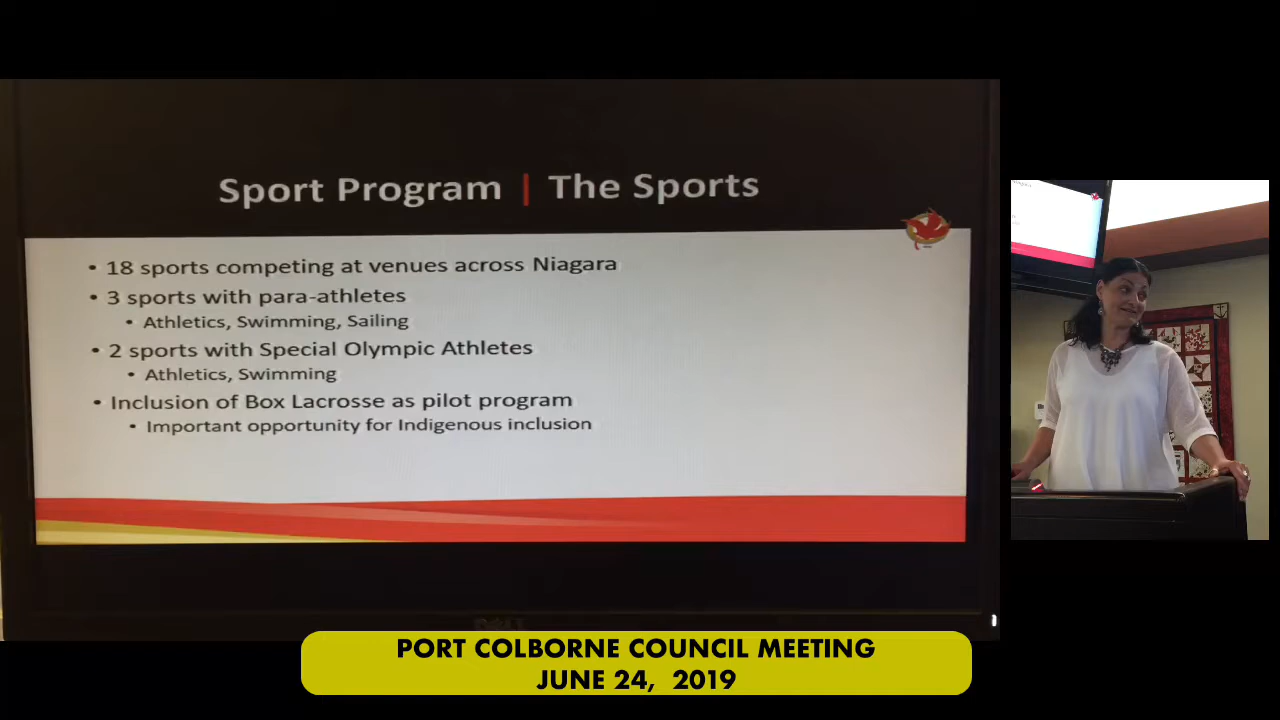 Sport Program | The Sports
• 18 sports competing at venues across Niagara
• 3 sports with para-athletes
• Athletics, Swimming, Sailing
• 2 sports with Special Olympic Athletes
• Athletics, Swimming
• Inclusion of Box Lacrosse as pilot program
• Important opportunity for Indigenous inclusion
DELL
PORT COLBORNE COUNCIL MEETING
JUNE 24, 2019